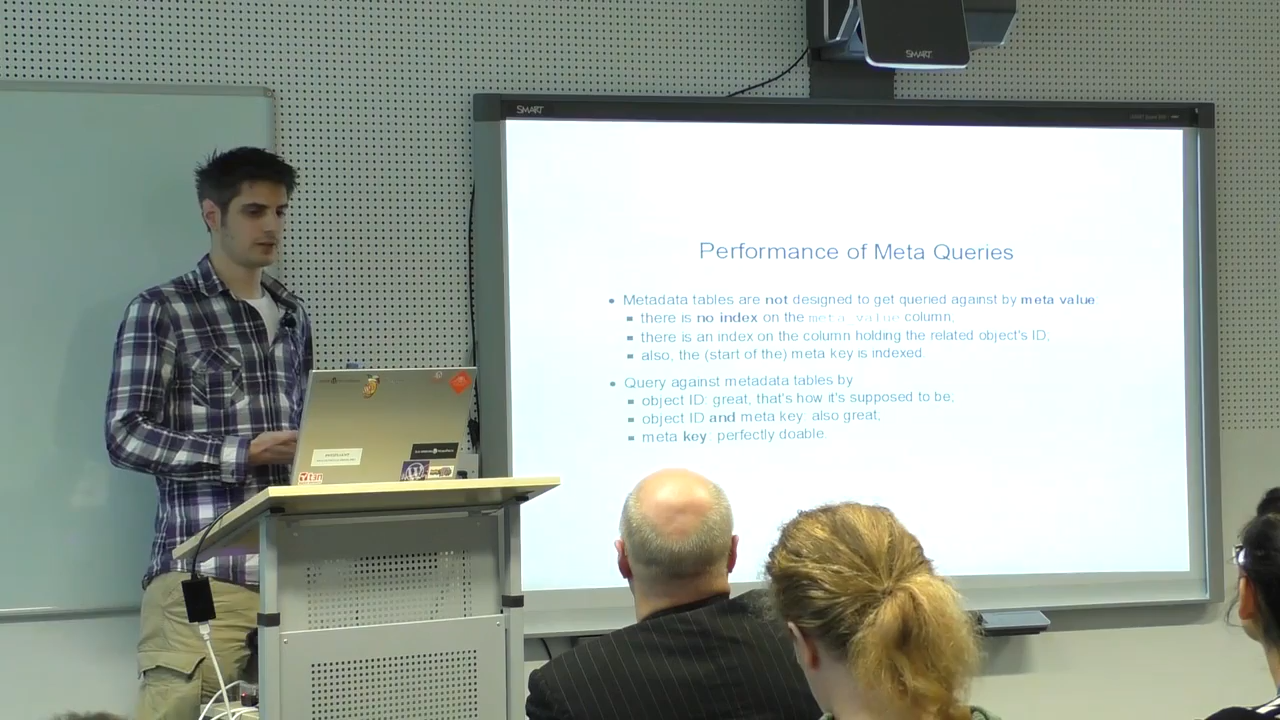 SMART
SMART
Performance of Meta Queries
Metadata tables are not designed to get queried against by meta value.
there is no index on the meta_value column;
there is an index on the column holding the related object's ID;
also, the (start of the) meta key is indexed.
Query against metadata tables by
object ID: great, that's how it's supposed to be;
object ID and meta key: also great;
meta key: perfectly doable.
t3n